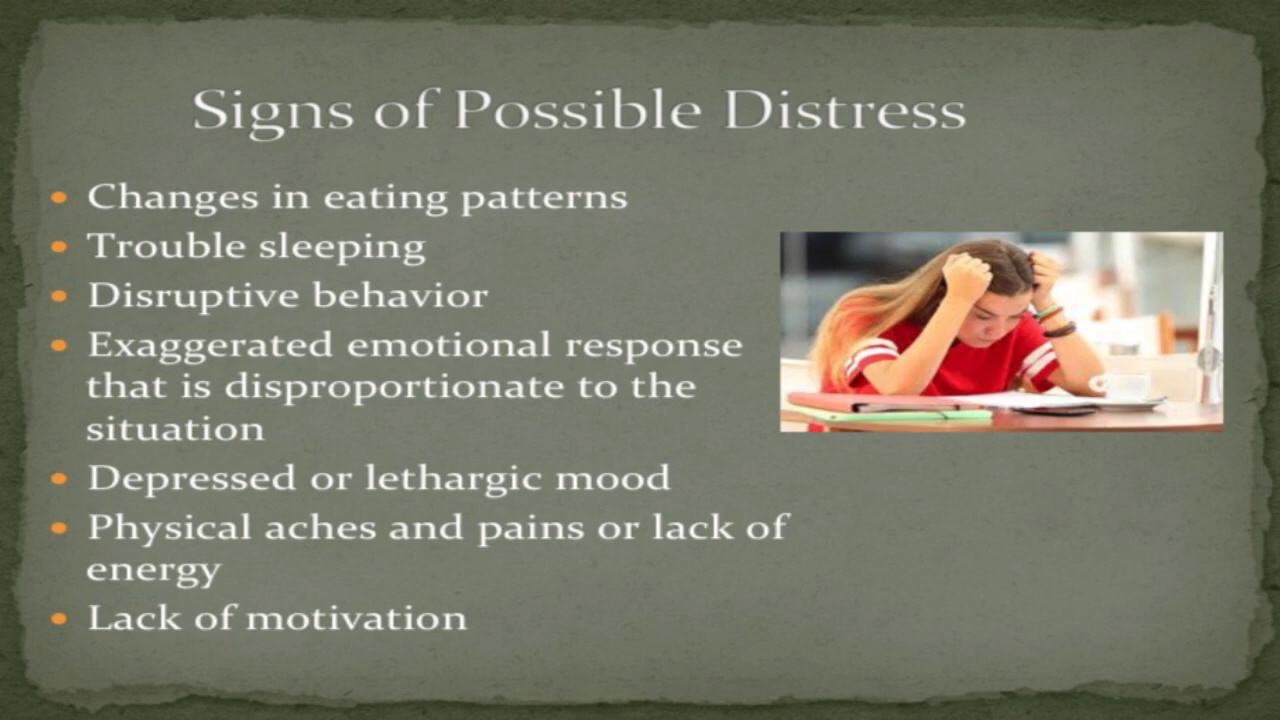 Signs of Possible Distress
• Changes in eating patterns
• Trouble sleeping
• Disruptive behavior
• Exaggerated emotional response
that is disproportionate to the
situation
• Depressed or lethargic mood
• Physical aches and pains or lack of
energy
• Lack of motivation